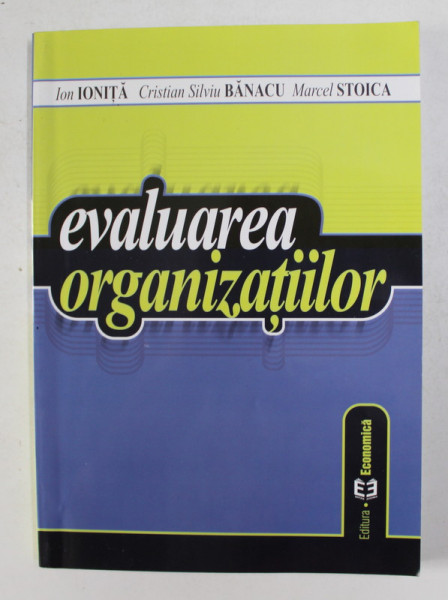 Ion IONIȚĂ Cristian Silviu BĂNACU Marcel STOICA
evaluarea
organizațiilor
Editura • Economică